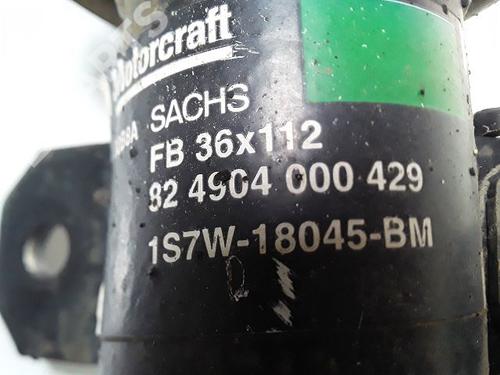 Motorcraft
SACHS
FB 36x112
82 4904 000 429
1S7W-18045-BM